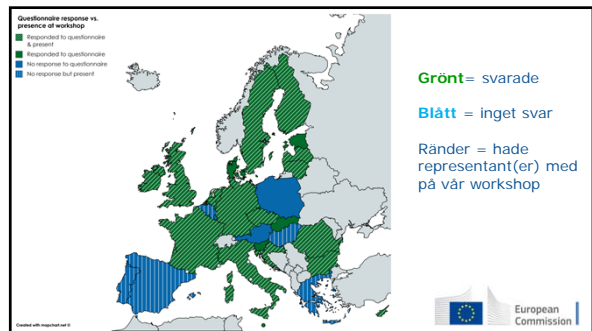 Questionnaire response vs.
presence at workshop
Responded to questionnaire
& present
Responded to questionnaire
No response to questionnaire
No response but present
Grönt= svarade
Blått = inget svar
Ränder = hade
representant(er) med
på vår workshop
Created with mapchart.net ©
European
Commission